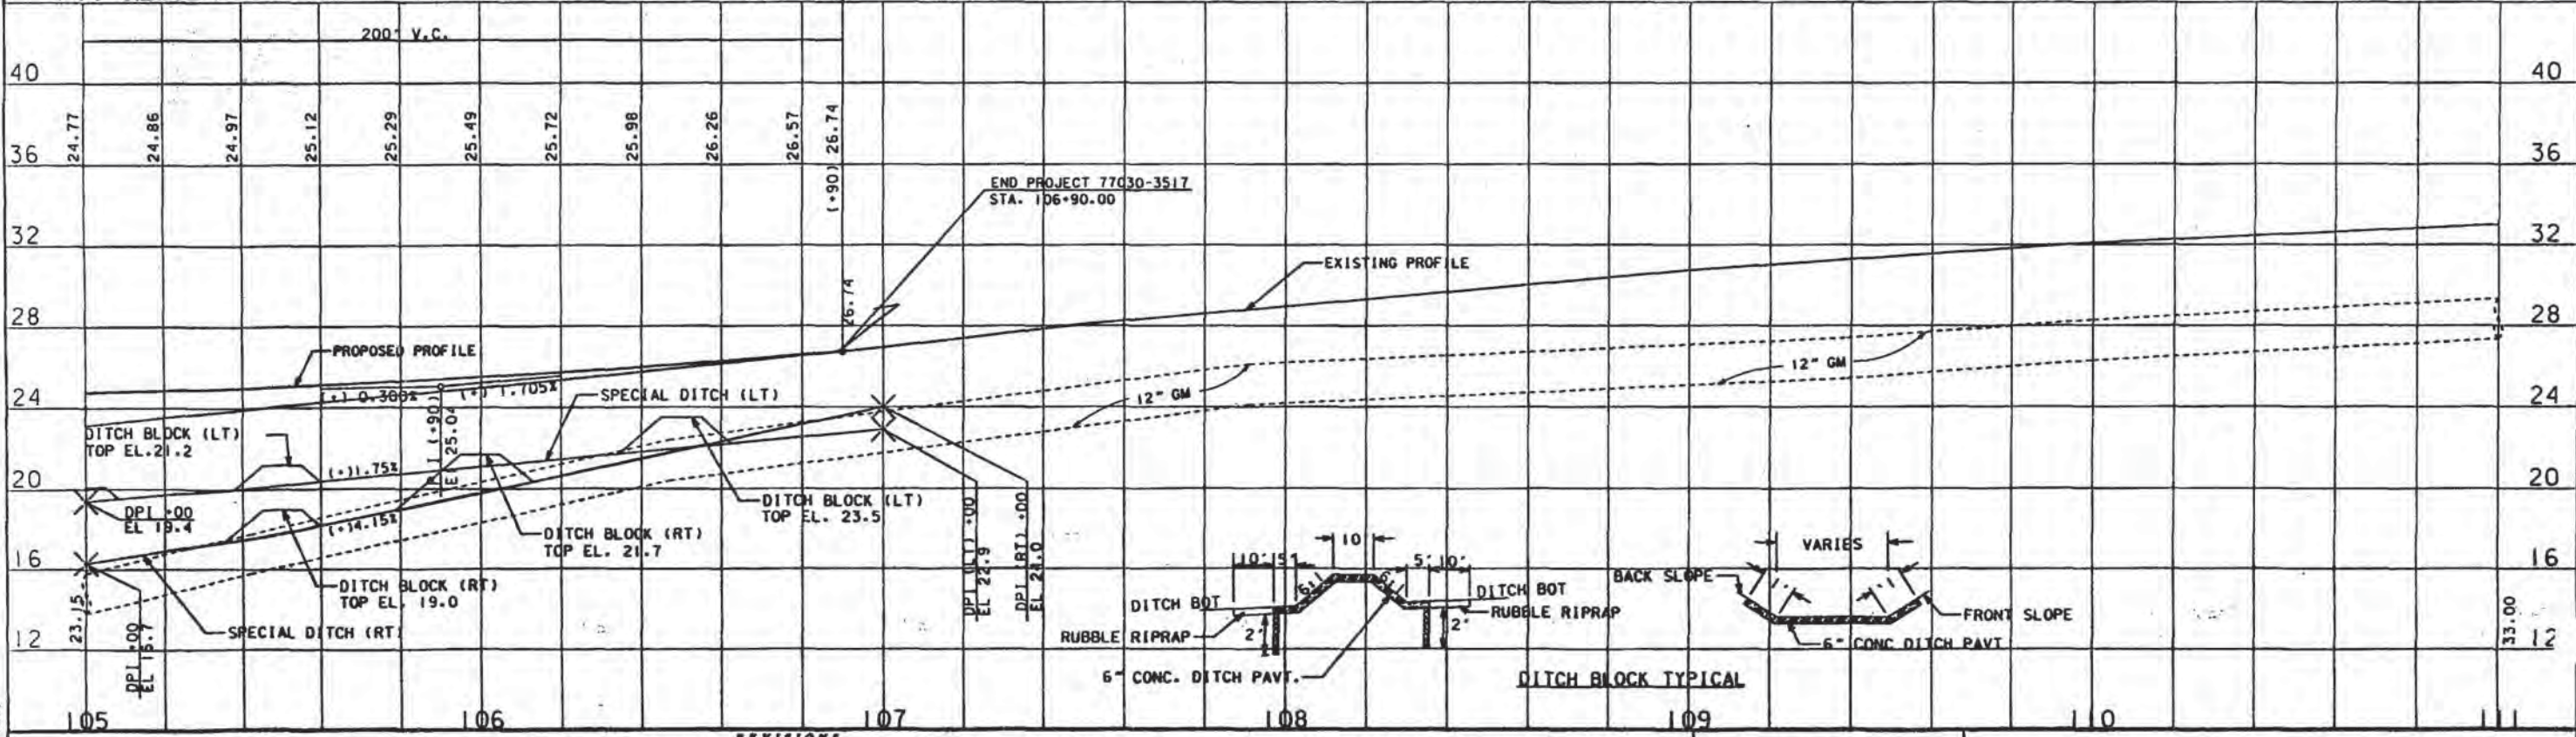 200' V.C.
40
40
24.77
24.86
24.97
25.12
25.29
25.49
25.72
25.98
26.26
26.57
(+90) 26.74
36
36
END PROJECT 77030-3517
STA. 106+90.00
32
32
EXISTING PROFILE
26.74
28
28
PROPOSED PROFILE
12" GM
(+) 0.300%
(+) 1.705%
SPECIAL DITCH (LT)
12" GM
24
24
(+90)
EL 25.04
DITCH BLOCK (LT)
TOP EL. 21.2
(+)1.75%
20
20
DPI +00
EL 19.4
DITCH BLOCK (LT)
TOP EL. 23.5
(+)4.15%
DITCH BLOCK (RT)
TOP EL. 21.7
DPI (LT) +00
EL 22.9
DPI (RT) +00
16
16
DITCH BLOCK (RT)
TOP EL. 19.0
SPECIAL DITCH (RT)
23.15
DPI +00
12
12
10'
5'
6:1
10
6:1
5'
10'
DITCH BOT
DITCH BOT
RUBBLE RIPRAP
RUBBLE RIPRAP
2'
2'
6" CONC. DITCH PAVT.
DITCH BLOCK TYPICAL
VARIES
BACK SLOPE
FRONT SLOPE
6" CONC DITCH PAVT
33.00
105
106
107
108
109
110
111
REVISIONS